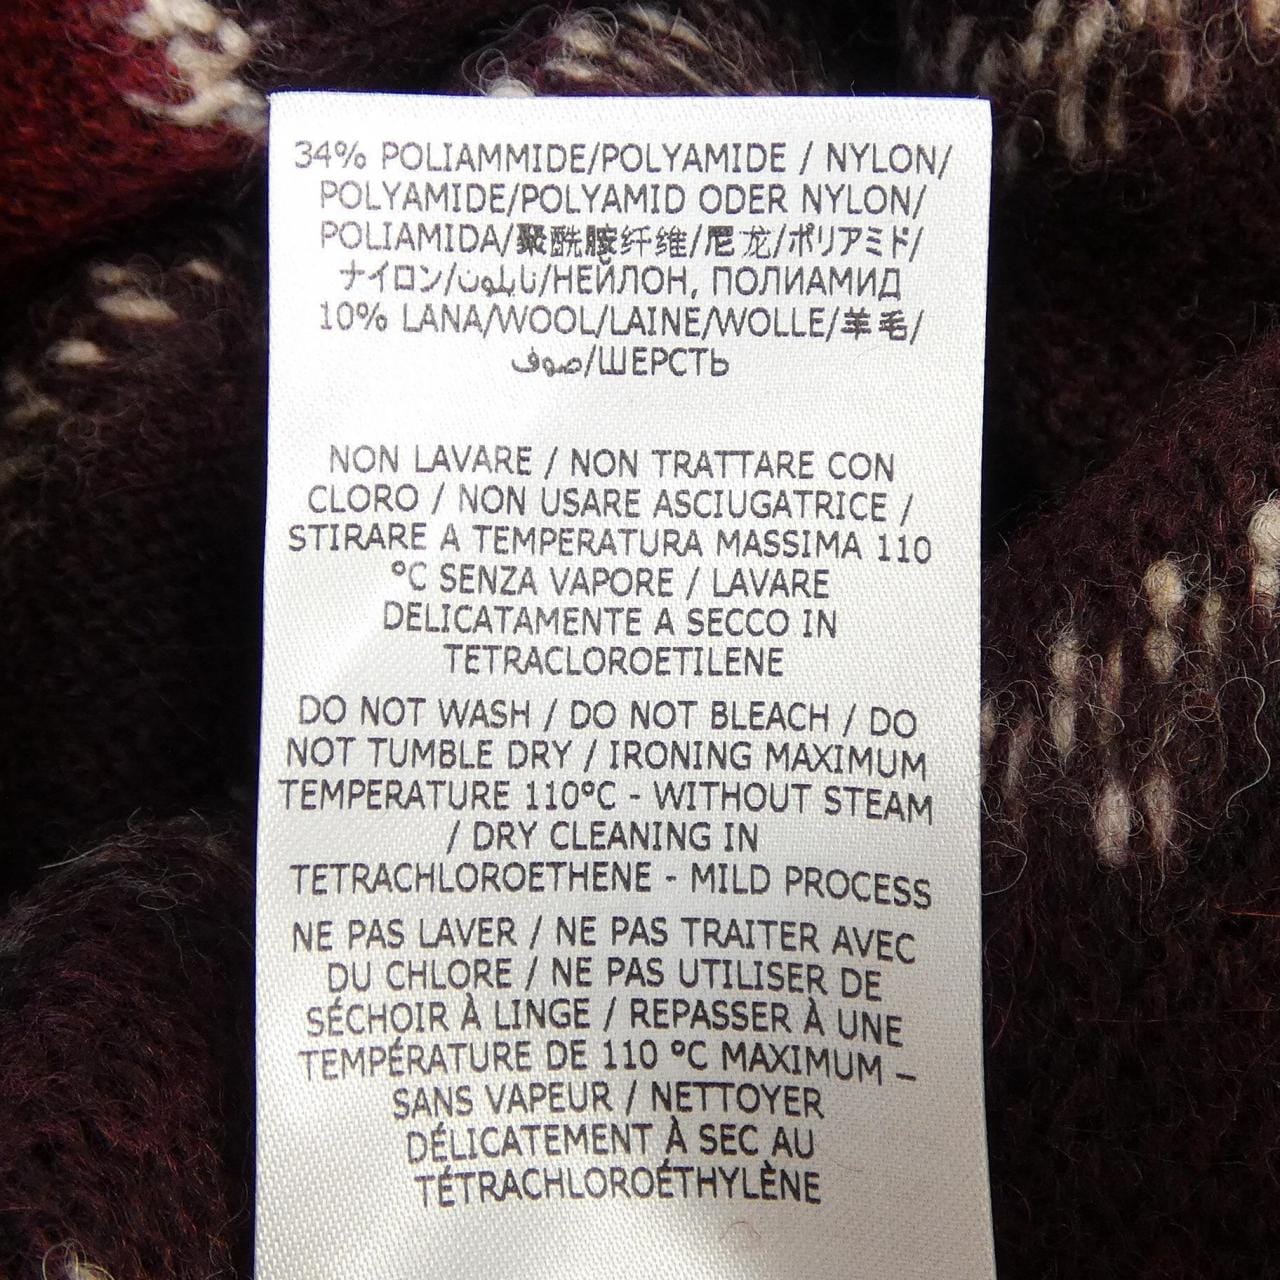 34% POLIAMMIDE/POLYAMIDE / NYLON/
POLYAMIDE/POLYAMID ODER NYLON/
POLIAMIDA/聚酰胺纤维/尼龙/ポリアミド/
ナイロン/نايلون/НЕЙЛОН, ПОЛИАМИД
10% LANA/WOOL/LAINE/WOLLE/羊毛/
صوف/ШЕРСТЬ
NON LAVARE / NON TRATTARE CON
CLORO / NON USARE ASCIUGATRICE /
STIRARE A TEMPERATURA MASSIMA 110
°C SENZA VAPORE / LAVARE
DELICATAMENTE A SECCO IN
TETRACLOROETILENE
DO NOT WASH / DO NOT BLEACH / DO
NOT TUMBLE DRY / IRONING MAXIMUM
TEMPERATURE 110°C - WITHOUT STEAM
/ DRY CLEANING IN
TETRACHLOROETHENE - MILD PROCESS
NE PAS LAVER / NE PAS TRAITER AVEC
DU CHLORE / NE PAS UTILISER DE
SÉCHOIR À LINGE / REPASSER À UNE
TEMPÉRATURE DE 110 °C MAXIMUM –
SANS VAPEUR / NETTOYER
DÉLICATEMENT À SEC AU
TÉTRACHLOROÉTHYLÈNE